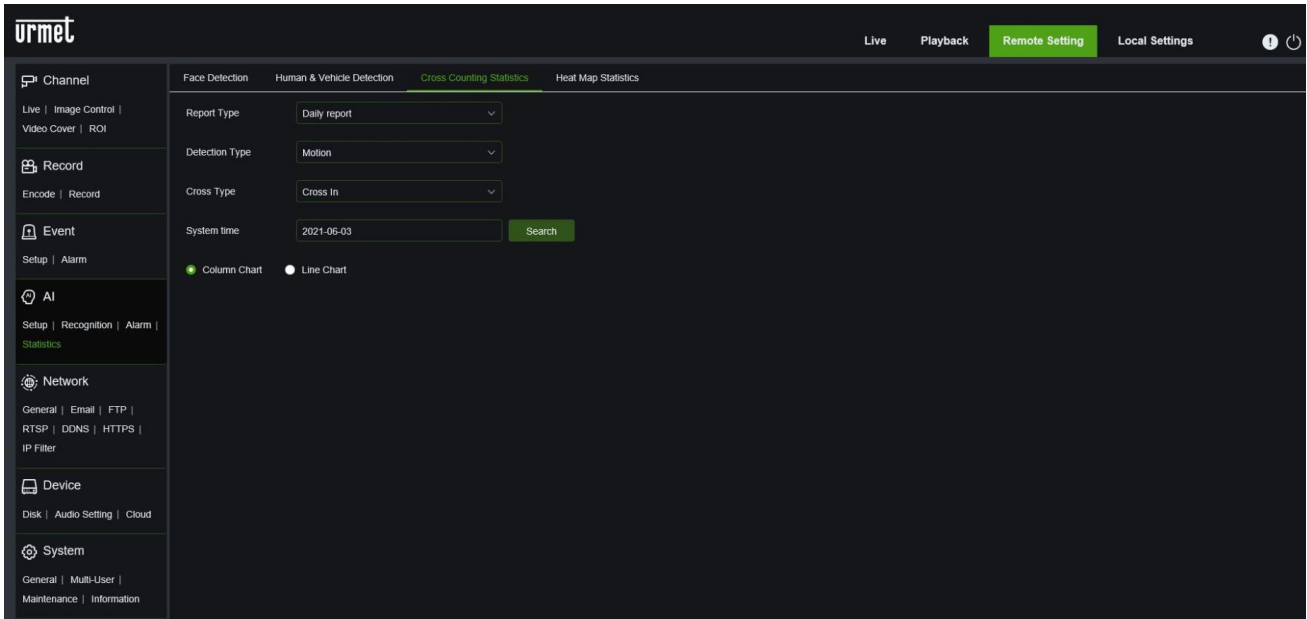 urmet
Live Playback Remote Setting Local Settings
Channel
Live | Image Control |
Video Cover | ROI
Record
Encode | Record
Event
Setup | Alarm
AI
Setup | Recognition | Alarm |
Statistics
Network
General | Email | FTP |
RTSP | DDNS | HTTPS |
IP Filter
Device
Disk | Audio Setting | Cloud
System
General | Multi-User |
Maintenance | Information
Face Detection Human & Vehicle Detection Cross Counting Statistics Heat Map Statistics
Report Type Daily report
Detection Type Motion
Cross Type Cross In
System time 2021-06-03 Search
Column Chart Line Chart